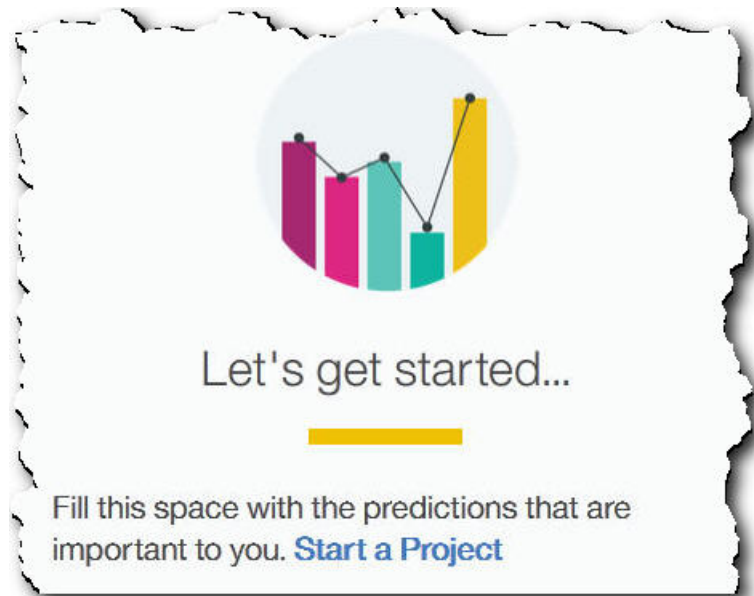 Let's get started...
Fill this space with the predictions that are
important to you. Start a Project